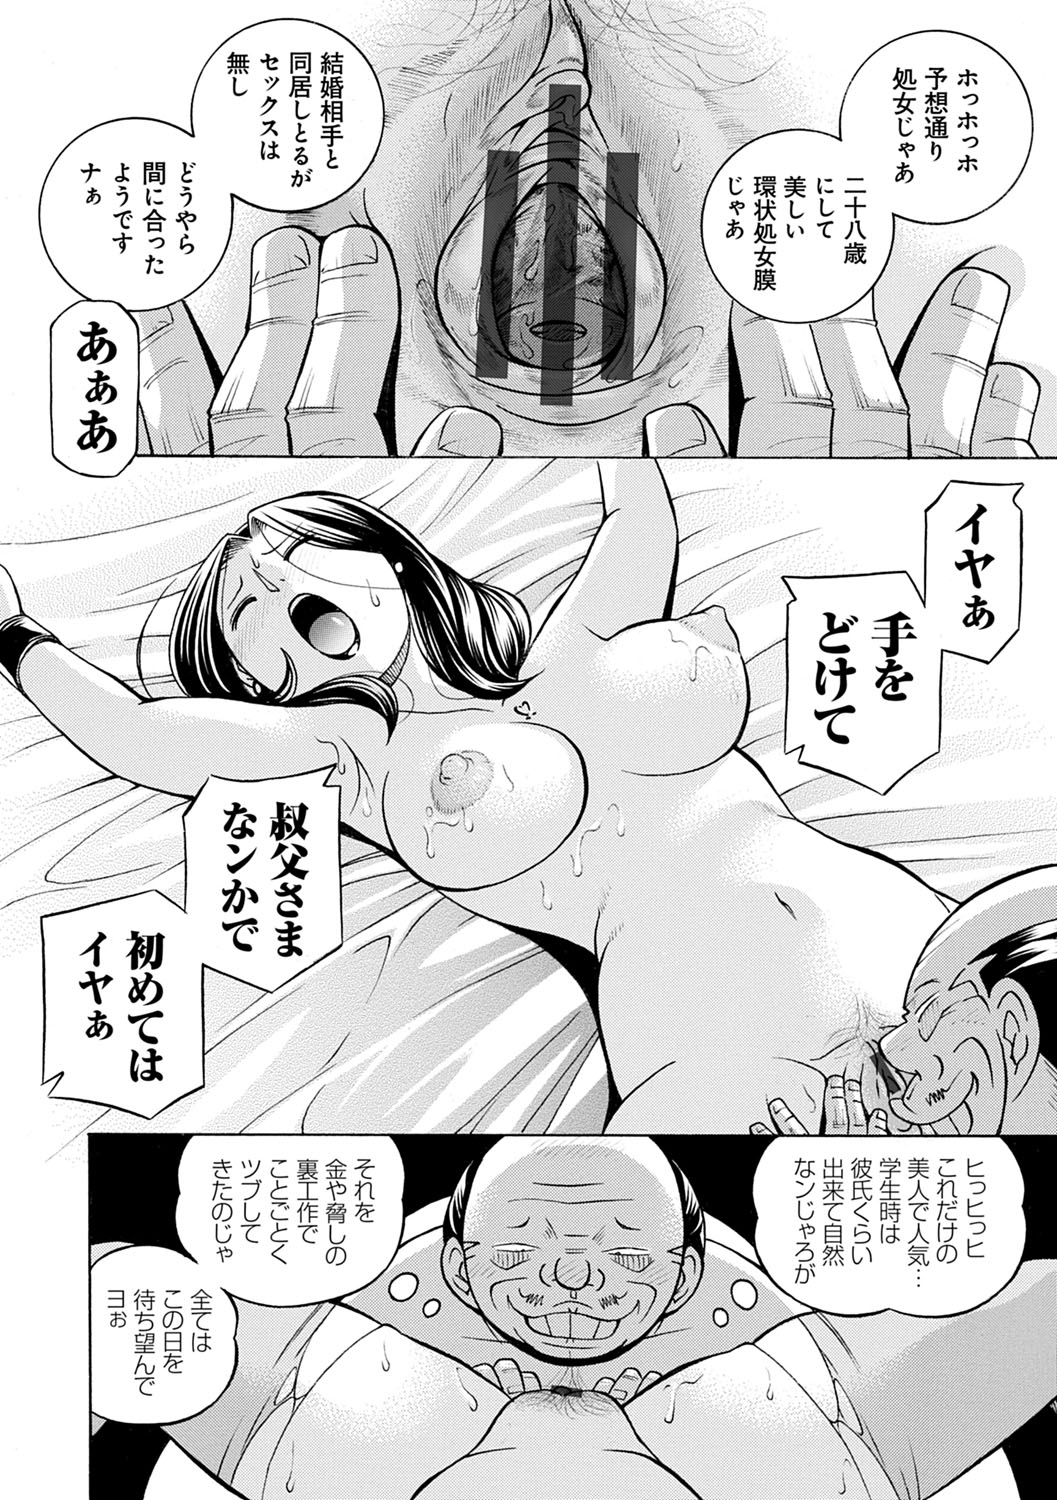 ホっホっホ
予想通り
処女じゃあ
二十八歳
にして
美しい
環状処女膜
じゃあ
結婚相手と
同居しとるが
セックスは
無し
どうやら
間に合った
ようです
ナぁ
あぁぁ
イヤぁ
手を
どけて
叔父さま
なンかで
初めては
イヤぁ
ヒっヒっヒ
これだけの
美人で人気…
学生時は
彼氏くらい
出来て自然
なンじゃろが
それを
金や脅しの
裏工作で
ことごとく
ツブして
きたのじゃ
全ては
この日を
待ち望んで
ヨぉ